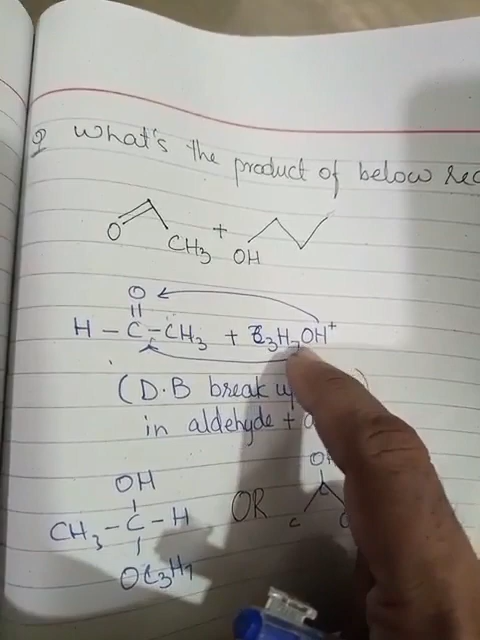 Q What's the product of below
O CH3 + OH
O
H - C - CH3 + C3H7OH+
(D.B break
in aldehyde +
OH
CH3 - C - H OR
OC3H7